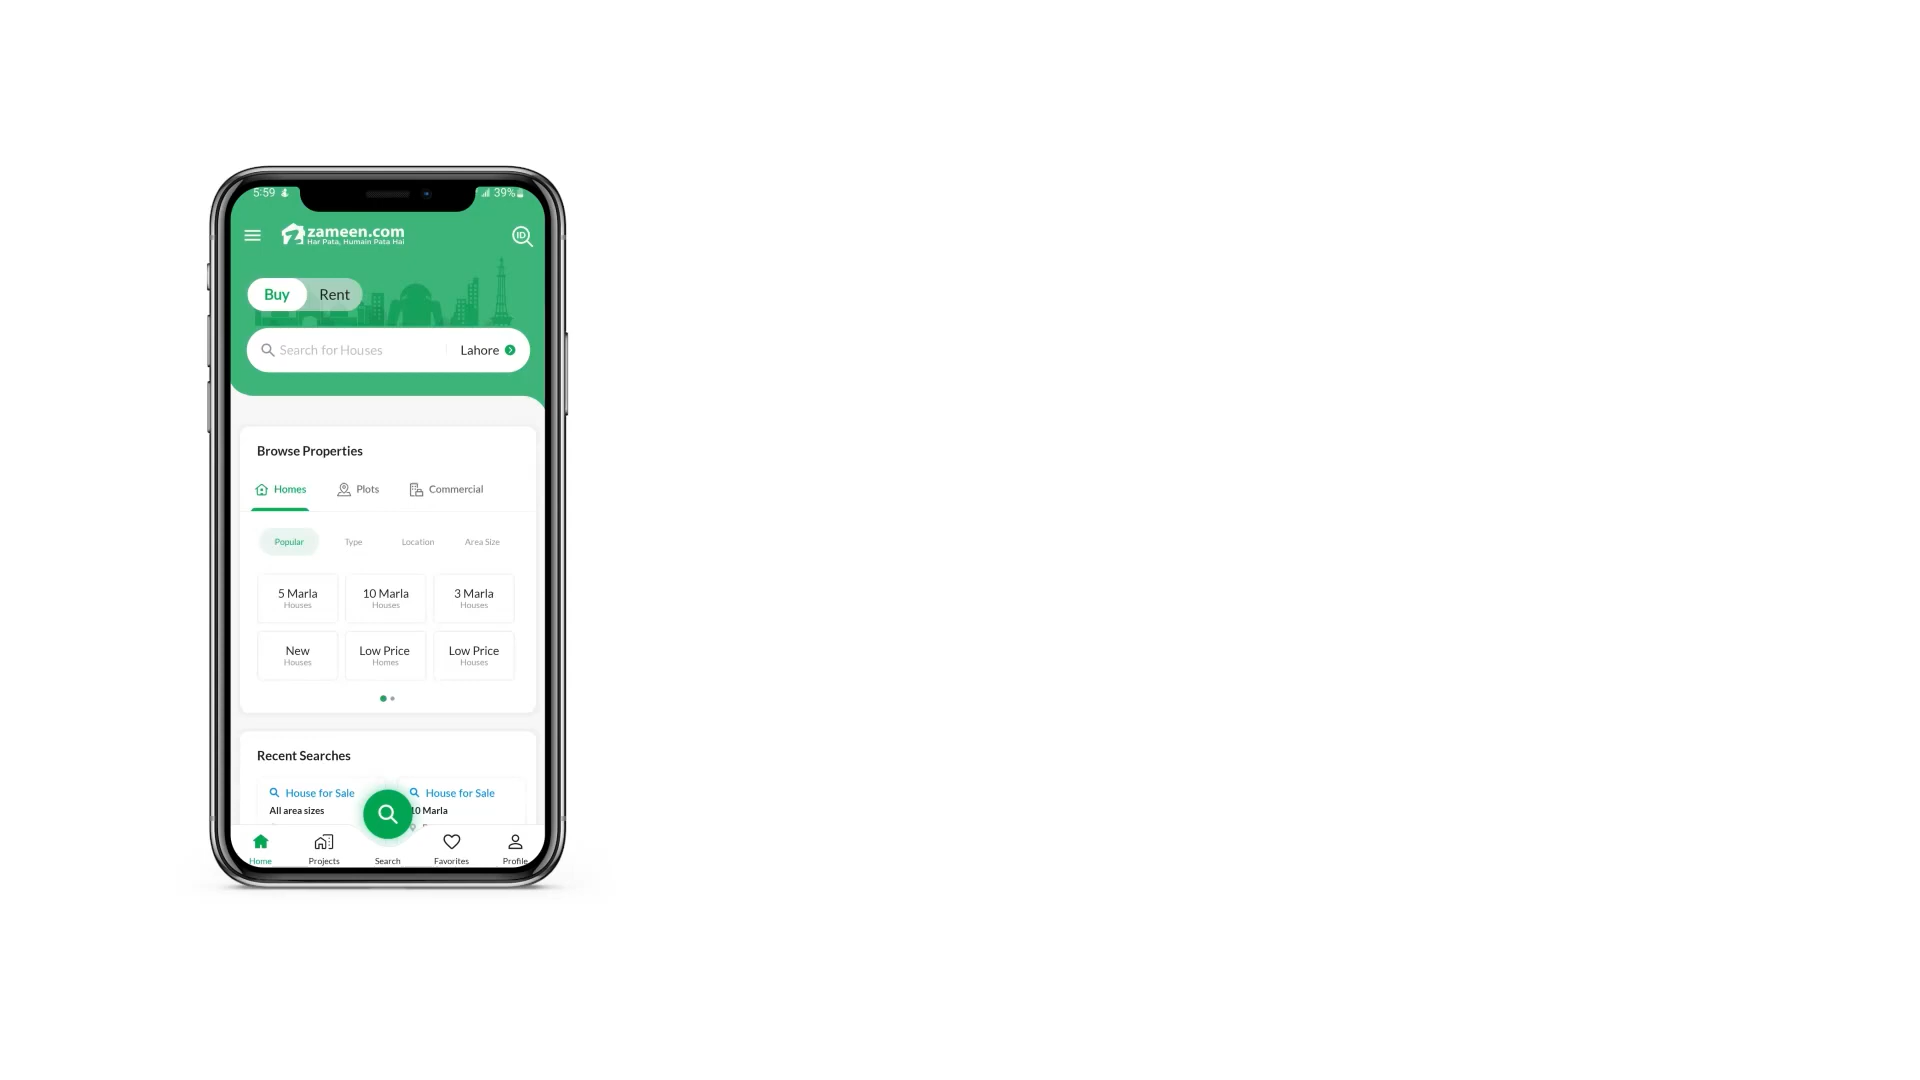 5:59
39%
zameen.com
Har Pata, Humain Pata Hai
ID
Buy
Rent
Search for Houses
Lahore
Browse Properties
Homes
Plots
Commercial
Popular
Type
Location
Area Size
5 Marla
Houses
10 Marla
Houses
3 Marla
Houses
New
Houses
Low Price
Homes
Low Price
Houses
Recent Searches
House for Sale
All area sizes
House for Sale
10 Marla
Home
Projects
Search
Favorites
Profile